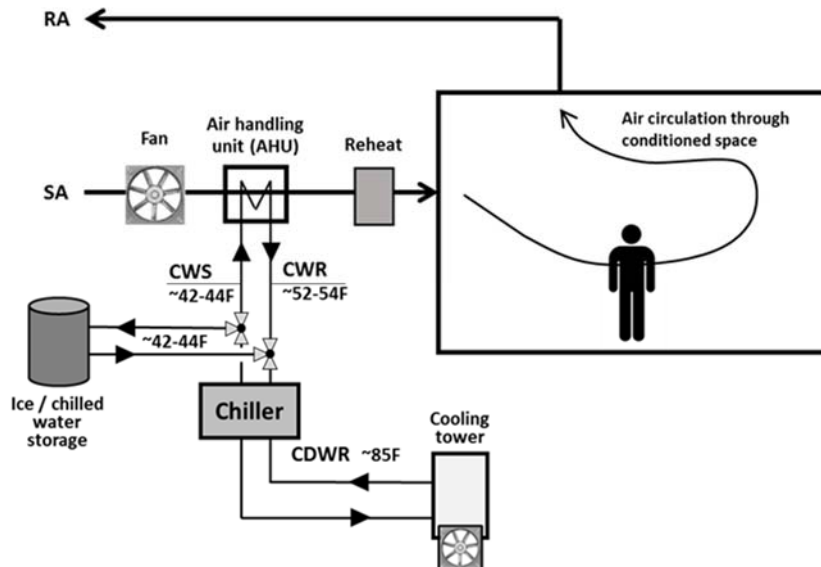 RA
Air circulation through
conditioned space
Fan
Air handling
unit (AHU)
Reheat
SA
CWS
~42-44F
CWR
~52-54F
~42-44F
Ice / chilled
water
storage
Chiller
Cooling
tower
CDWR ~85F